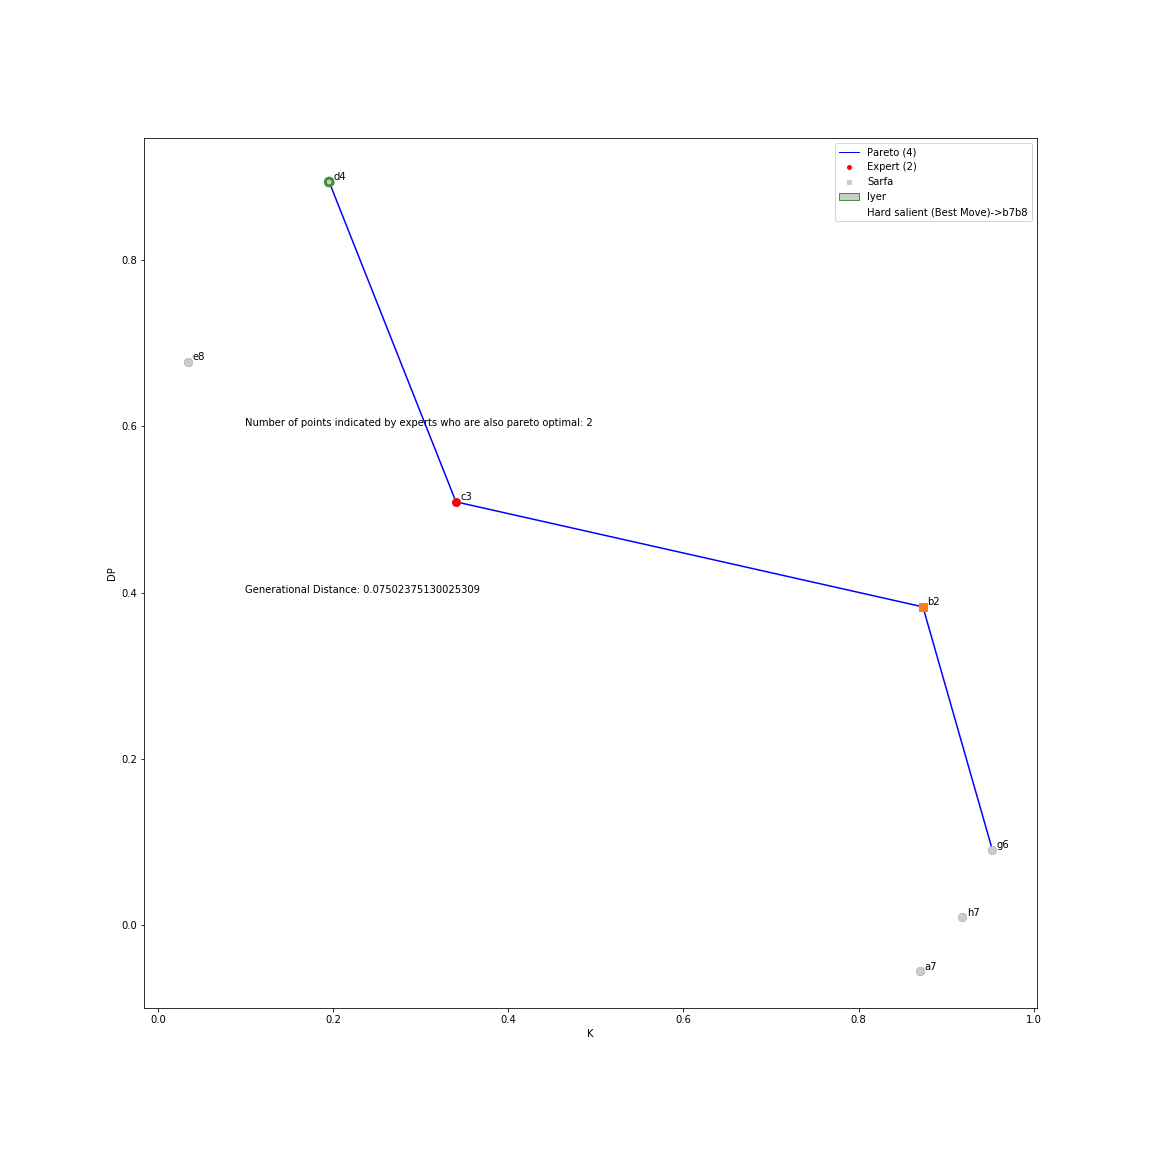 Pareto (4)
Expert (2)
Sarfa
Iyer
Hard salient (Best Move)->b7b8
d4
e8
Number of points indicated by experts who are also pareto optimal: 2
c3
Generational Distance: 0.07502375130025309
b2
g6
h7
a7
DP
0.8
0.6
0.4
0.2
0.0
0.0 0.2 0.4 0.6 0.8 1.0
K